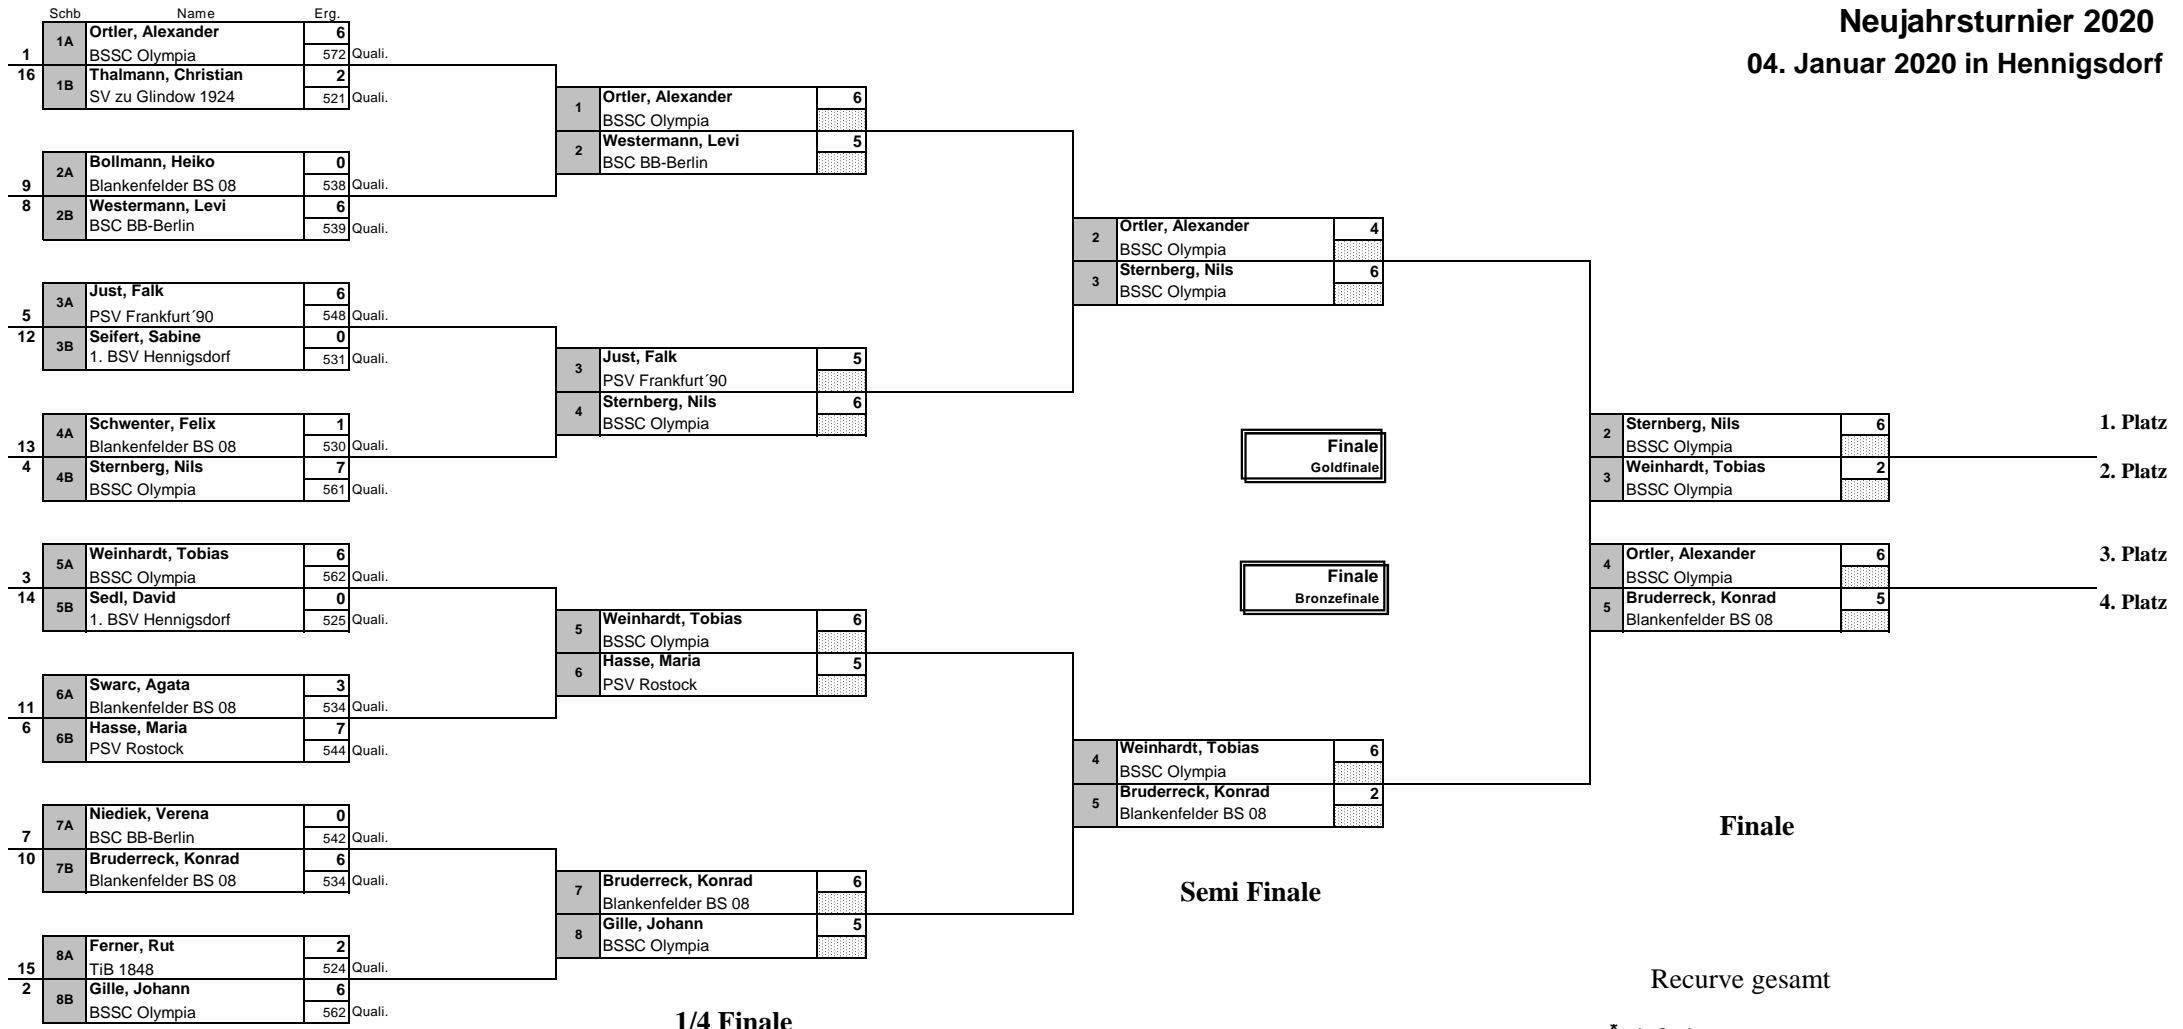 Neujahrsturnier 2020
04. Januar 2020 in Hennigsdorf
Schb Name Erg.
1A Ortler, Alexander 6
1 BSSC Olympia 572 Quali.
16 1B Thalmann, Christian 2
SV zu Glindow 1924 521 Quali.
2A Bollmann, Heiko 0
9 Blankenfelder BS 08 538 Quali.
8 2B Westermann, Levi 6
BSC BB-Berlin 539 Quali.
3A Just, Falk 6
5 PSV Frankfurt´90 548 Quali.
12 3B Seifert, Sabine 0
1. BSV Hennigsdorf 531 Quali.
4A Schwenter, Felix 1
13 Blankenfelder BS 08 530 Quali.
4 4B Sternberg, Nils 7
BSSC Olympia 561 Quali.
5A Weinhardt, Tobias 6
3 BSSC Olympia 562 Quali.
14 5B Sedl, David 0
1. BSV Hennigsdorf 525 Quali.
6A Swarc, Agata 3
11 Blankenfelder BS 08 534 Quali.
6 6B Hasse, Maria 7
PSV Rostock 544 Quali.
7A Niediek, Verena 0
7 BSC BB-Berlin 542 Quali.
10 7B Bruderreck, Konrad 6
Blankenfelder BS 08 534 Quali.
8A Ferner, Rut 2
15 TiB 1848 524 Quali.
2 8B Gille, Johann 6
BSSC Olympia 562 Quali.
1 Ortler, Alexander 6
BSSC Olympia
2 Westermann, Levi 5
BSC BB-Berlin
3 Just, Falk 5
PSV Frankfurt´90
4 Sternberg, Nils 6
BSSC Olympia
5 Weinhardt, Tobias 6
BSSC Olympia
6 Hasse, Maria 5
PSV Rostock
7 Bruderreck, Konrad 6
Blankenfelder BS 08
8 Gille, Johann 5
BSSC Olympia
1/4 Finale
2 Ortler, Alexander 4
BSSC Olympia
3 Sternberg, Nils 6
BSSC Olympia
Finale
Goldfinale
Finale
Bronzefinale
4 Weinhardt, Tobias 6
BSSC Olympia
5 Bruderreck, Konrad 2
Blankenfelder BS 08
Semi Finale
2 Sternberg, Nils 6 1. Platz
BSSC Olympia
3 Weinhardt, Tobias 2 2. Platz
BSSC Olympia
4 Ortler, Alexander 6 3. Platz
BSSC Olympia
5 Bruderreck, Konrad 5 4. Platz
Blankenfelder BS 08
Finale
Recurve gesamt